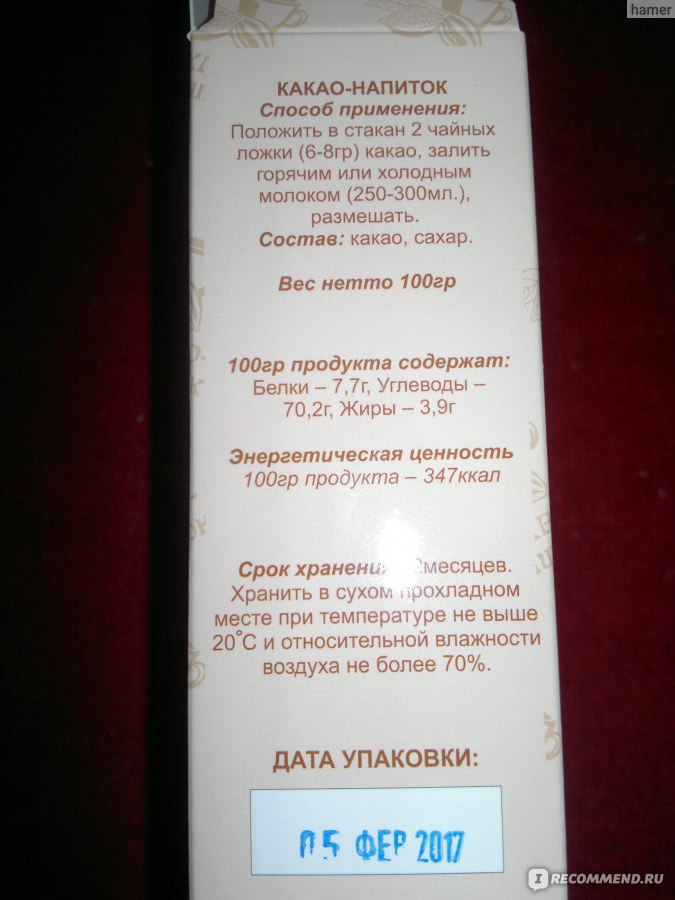 hamer
КАКАО-НАПИТОК
Способ применения:
Положить в стакан 2 чайных
ложки (6-8гр) какао, залить
горячим или холодным
молоком (250-300мл.),
размешать.
Состав: какао, сахар.
Вес нетто 100гр
100гр продукта содержат:
Белки – 7,7г, Углеводы –
70,2г, Жиры – 3,9г
Энергетическая ценность
100гр продукта – 347ккал
Срок месяцев.
Хранить в сухом прохладном
месте при температуре не выше
20°С и относительной влажности
воздуха не более 70%.
ДАТА УПАКОВКИ:
05 ФЕВ 2017
IRECOMMEND.RU